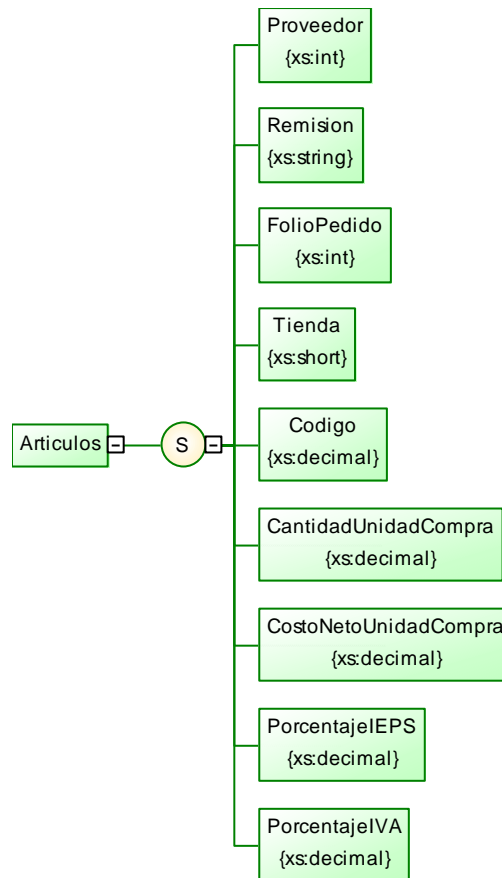 Proveedor
{xs:int}
Remision
{xs:string}
FolioPedido
{xs:int}
Tienda
{xs:short}
Articulos
S
Codigo
{xs:decimal}
CantidadUnidadCompra
{xs:decimal}
CostoNetoUnidadCompra
{xs:decimal}
PorcentajeIEPS
{xs:decimal}
PorcentajeIVA
{xs:decimal}